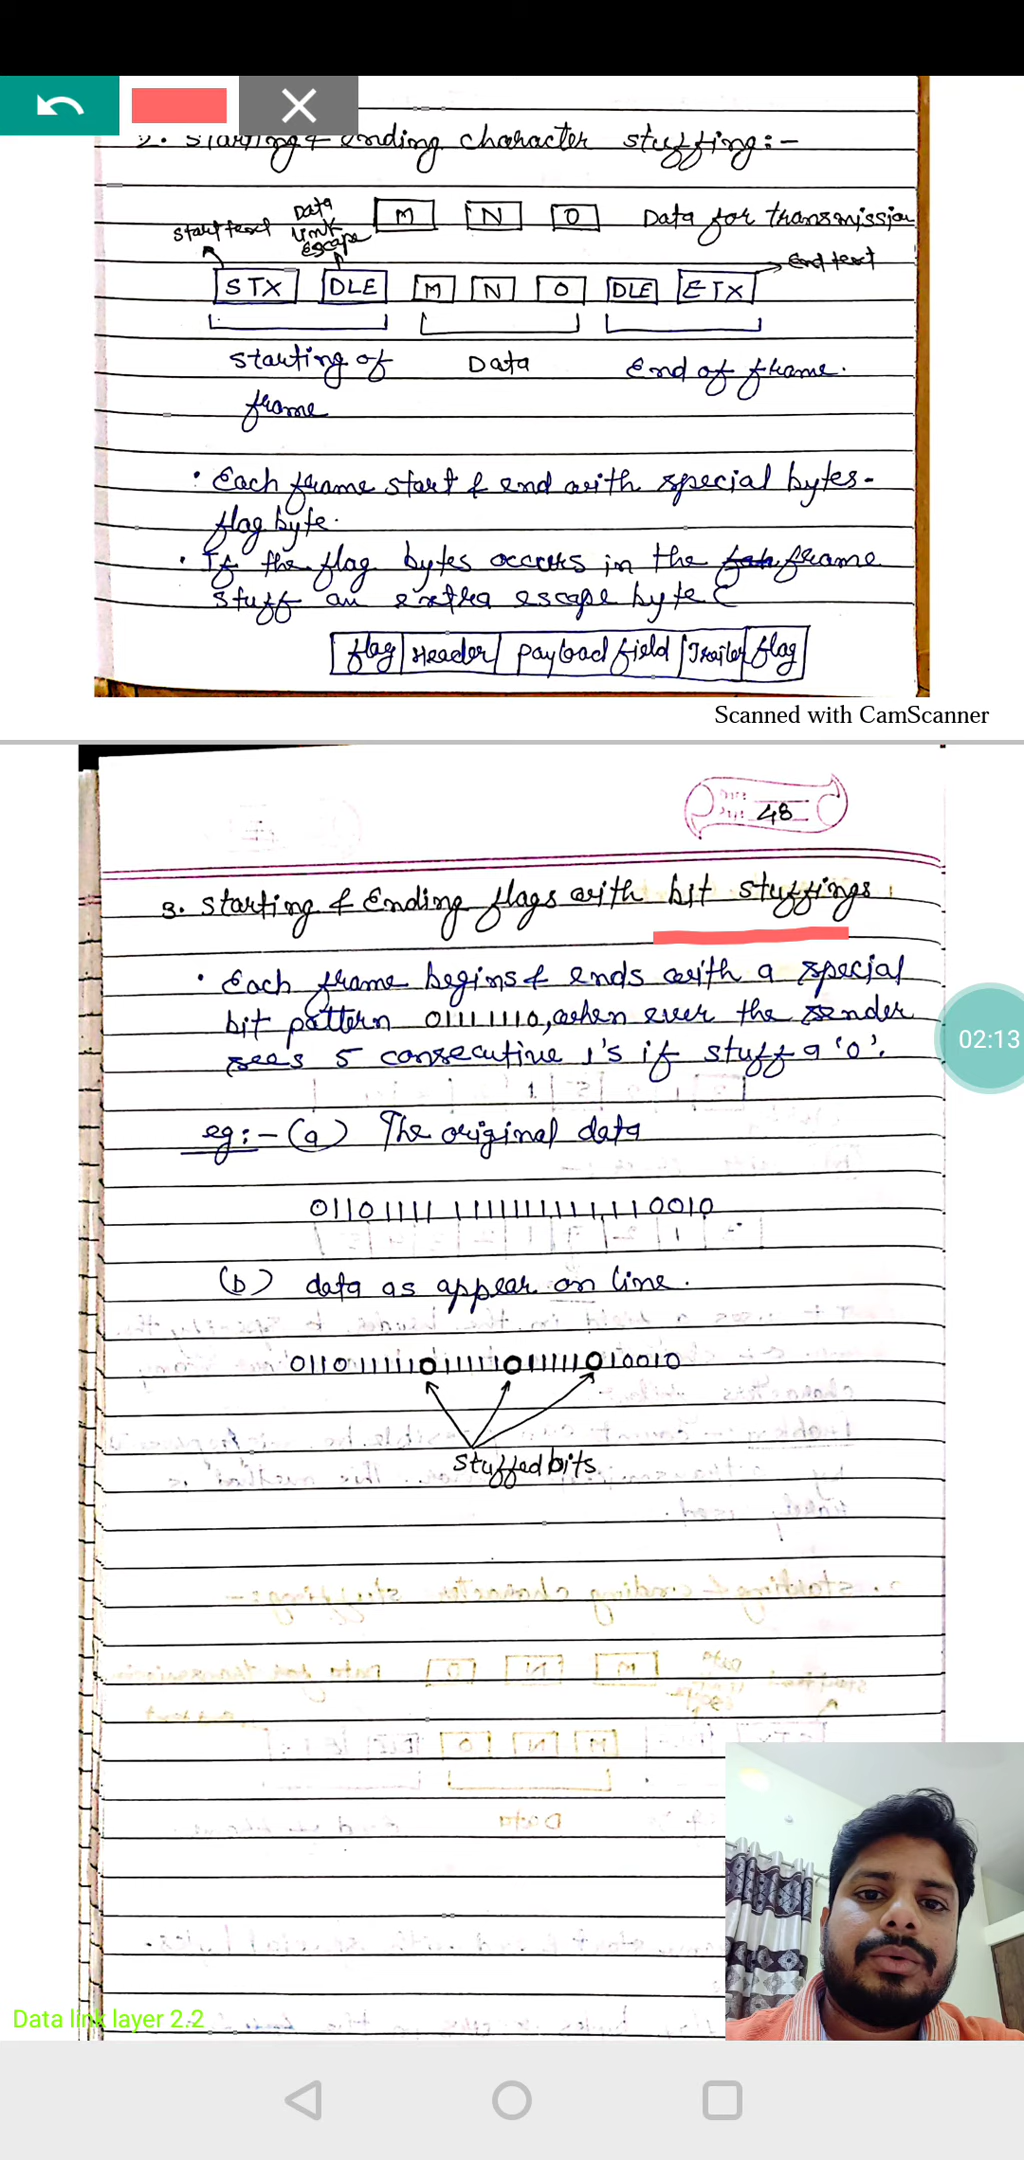 2. Starting & ending character stuffing:-
M N O Data for transmission
Start text Data Link Escape
End text
STX DLE M N O DLE ETX
starting of frame Data End of frame.
• Each frame start & end with special bytes-
flag byte.
• If the flag bytes occurs in the frame
stuff an extra escape byte (
flag Header payload field Trailer flag
Scanned with CamScanner
48
3. Starting & Ending flags with bit stuffings
• Each frame begins & ends with a special
bit pattern 01111110, when ever the sender
sees 5 consecutive 1's if stuff a '0'.
02:13
eg:- (a) The original data
(b) data as appear on line.
stuffed bits
Data link layer 2.2